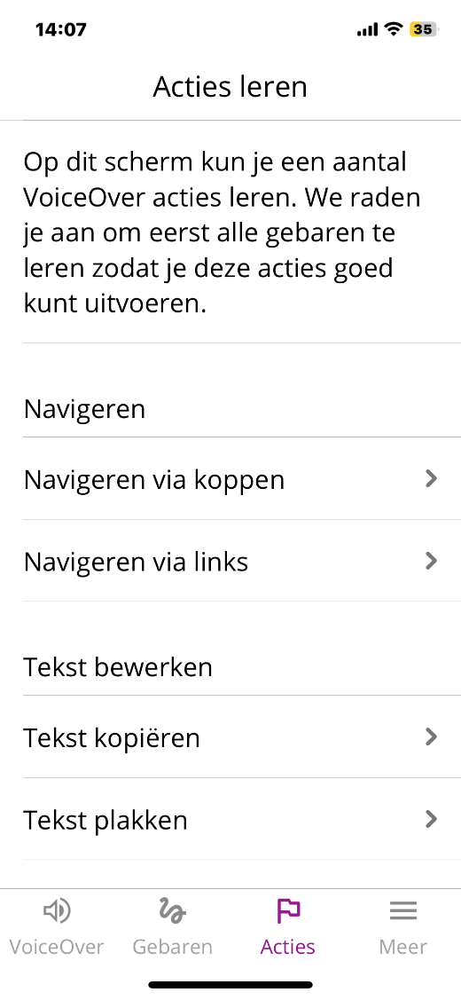 14:07
35
Acties leren
Op dit scherm kun je een aantal
VoiceOver acties leren. We raden
je aan om eerst alle gebaren te
leren zodat je deze acties goed
kunt uitvoeren.
Navigeren
Navigeren via koppen
Navigeren via links
Tekst bewerken
Tekst kopiëren
Tekst plakken
VoiceOver
Gebaren
Acties
Meer